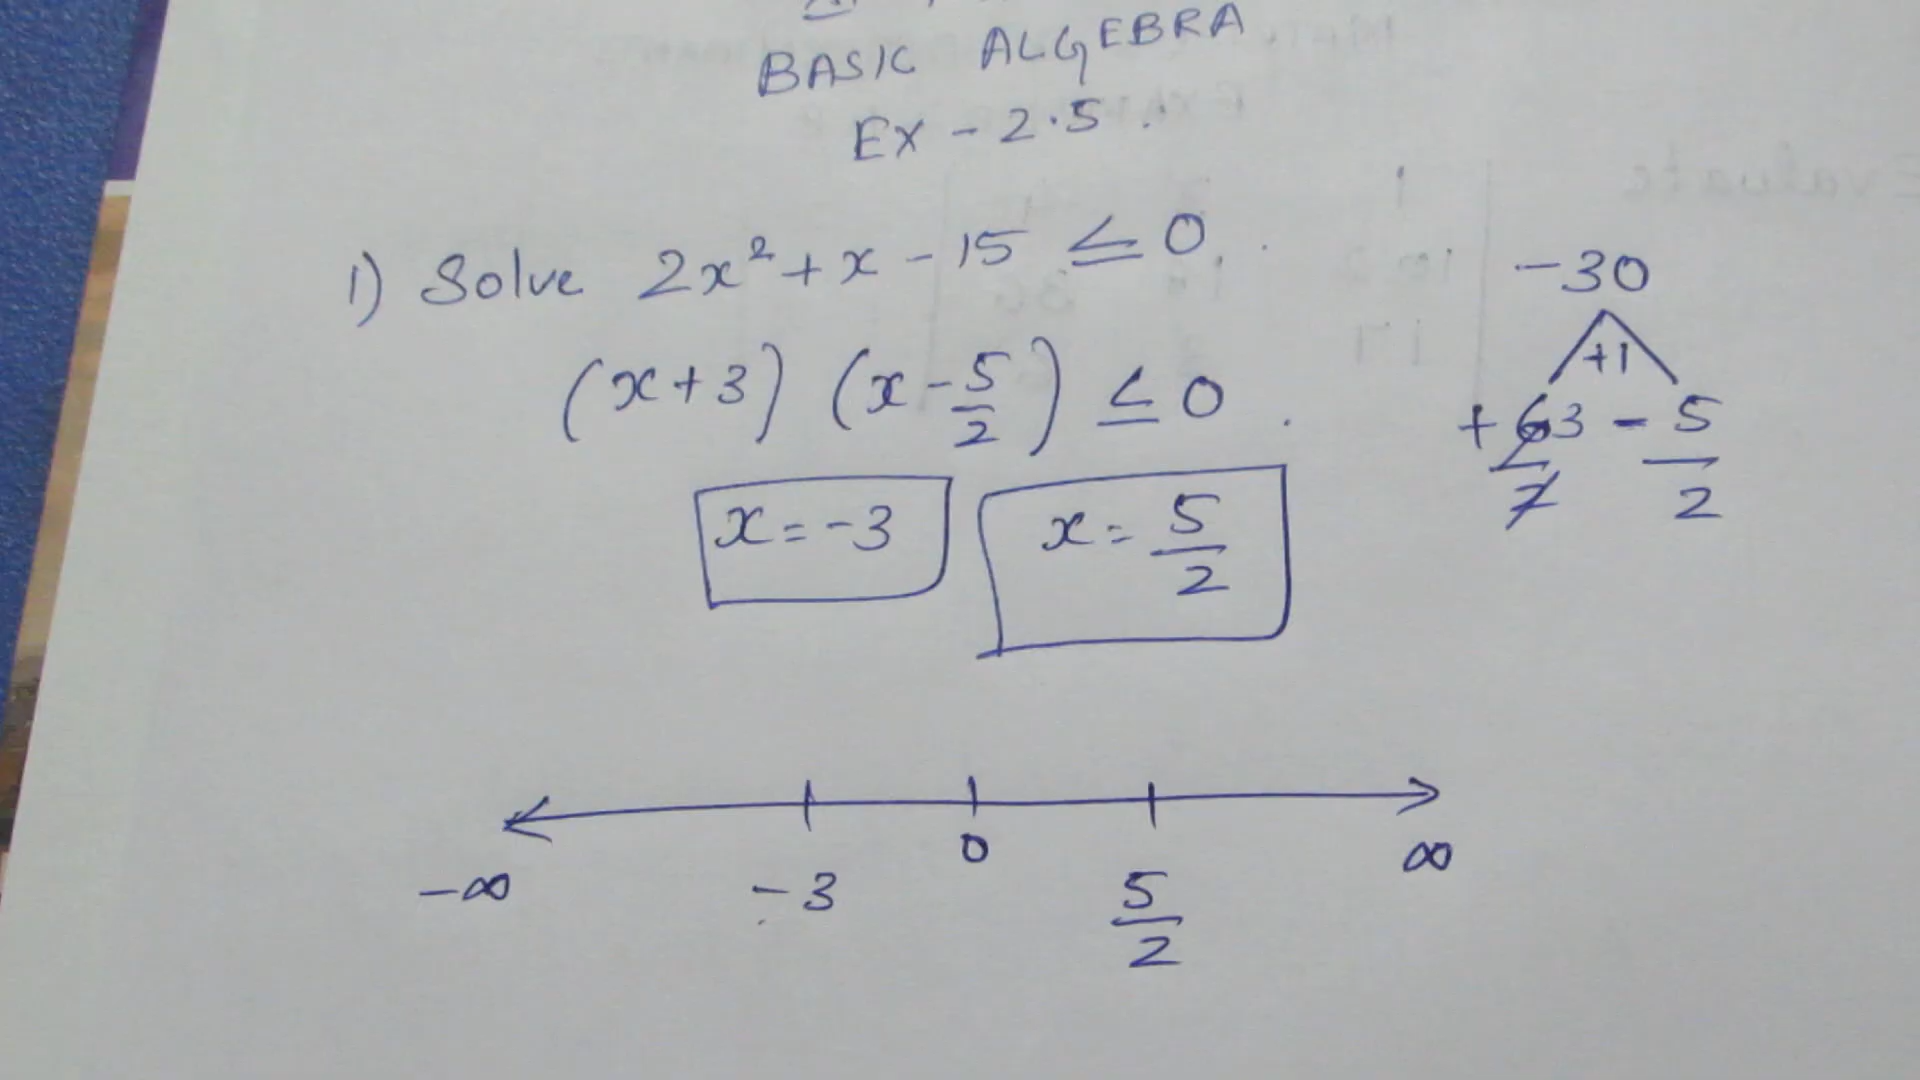 BASIC ALGEBRA
EX - 2.5.
1) Solve 2x² + x - 15 ≤ 0.
(x+3) (x - 5/2) ≤ 0.
x = -3
x = 5/2
-30
+1
+ 6/2 3 - 5/2
-∞ -3 0 5/2 ∞